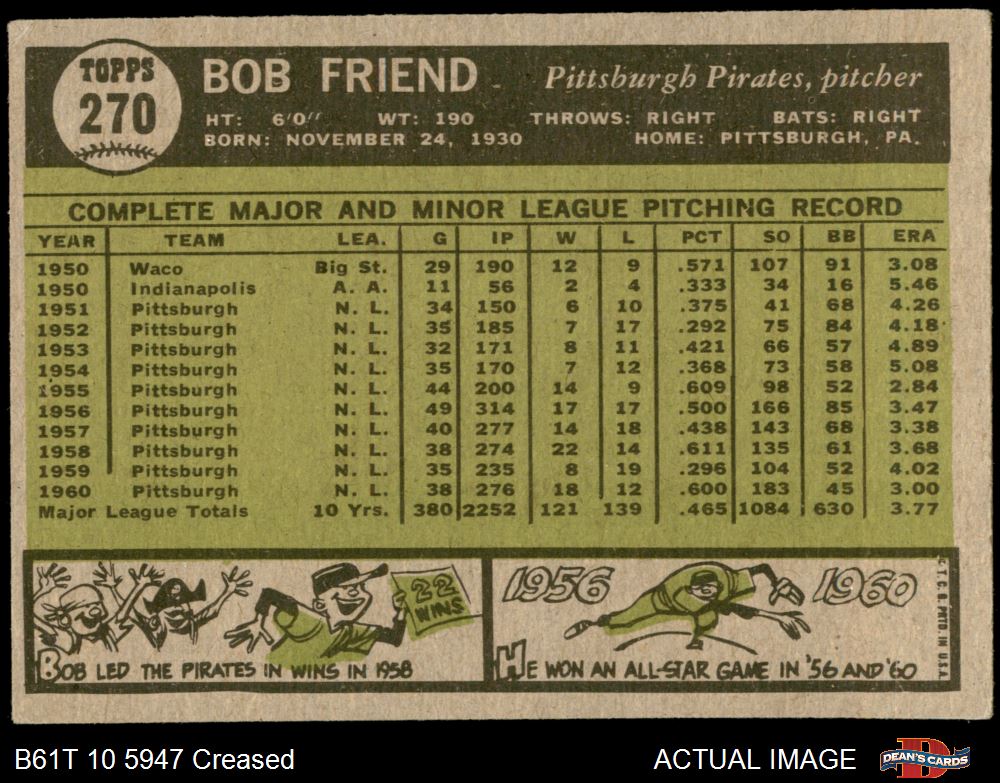 TOPPS
270
BOB FRIEND - Pittsburgh Pirates, pitcher
HT: 6'0" WT: 190 THROWS: RIGHT BATS: RIGHT
BORN: NOVEMBER 24, 1930 HOME: PITTSBURGH, PA.
COMPLETE MAJOR AND MINOR LEAGUE PITCHING RECORD
YEAR TEAM LEA. G IP W L PCT SO BB ERA
1950 Waco Big St. 29 190 12 9 .571 107 91 3.08
1950 Indianapolis A. A. 11 56 2 4 .333 34 16 5.46
1951 Pittsburgh N. L. 34 150 6 10 .375 41 68 4.26
1952 Pittsburgh N. L. 35 185 7 17 .292 75 84 4.18
1953 Pittsburgh N. L. 32 171 8 11 .421 66 57 4.89
1954 Pittsburgh N. L. 35 170 7 12 .368 73 58 5.08
1955 Pittsburgh N. L. 44 200 14 9 .609 98 52 2.84
1956 Pittsburgh N. L. 49 314 17 17 .500 166 85 3.47
1957 Pittsburgh N. L. 40 277 14 18 .438 143 68 3.38
1958 Pittsburgh N. L. 38 274 22 14 .611 135 61 3.68
1959 Pittsburgh N. L. 35 235 8 19 .296 104 52 4.02
1960 Pittsburgh N. L. 38 276 18 12 .600 183 45 3.00
Major League Totals 10 Yrs. 380 2252 121 139 .465 1084 630 3.77
22
WINS
BOB LED THE PIRATES IN WINS IN 1958
1956 1960
HE WON AN ALL-STAR GAME IN '56 AND '60
© T. C. G. PRTD. IN U.S.A.
B61T 10 5947 Creased
ACTUAL IMAGE
D
DEAN'S CARDS